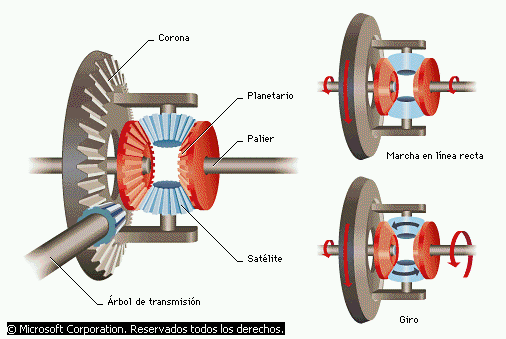 Corona
Planetario
Palier
Satélite
Árbol de transmisión
Marcha en línea recta
Giro
© Microsoft Corporation. Reservados todos los derechos.